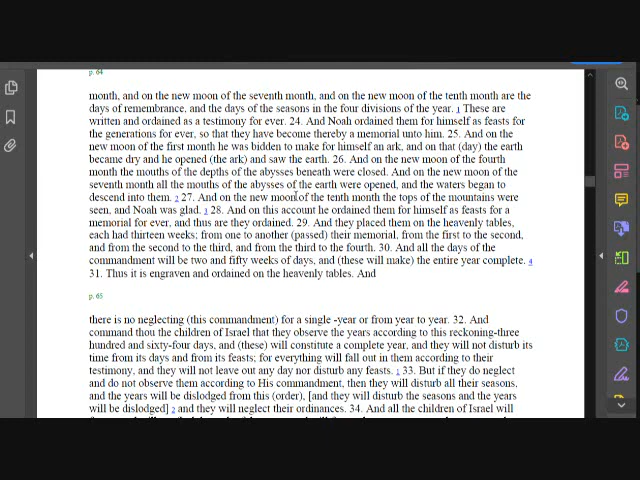 p. 64
month, and on the new moon of the seventh month, and on the new moon of the tenth month are the
days of remembrance, and the days of the seasons in the four divisions of the year. 1 These are
written and ordained as a testimony for ever. 24. And Noah ordained them for himself as feasts for
the generations for ever, so that they have become thereby a memorial unto him. 25. And on the
new moon of the first month he was bidden to make for himself an ark, and on that (day) the earth
became dry and he opened (the ark) and saw the earth. 26. And on the new moon of the fourth
month the mouths of the depths of the abysses beneath were closed. And on the new moon of the
seventh month all the mouths of the abysses of the earth were opened, and the waters began to
descend into them. 2 27. And on the new moon of the tenth month the tops of the mountains were
seen, and Noah was glad. 3 28. And on this account he ordained them for himself as feasts for a
memorial for ever, and thus are they ordained. 29. And they placed them on the heavenly tables,
each had thirteen weeks; from one to another (passed) their memorial, from the first to the second,
and from the second to the third, and from the third to the fourth. 30. And all the days of the
commandment will be two and fifty weeks of days, and (these will make) the entire year complete. 4
31. Thus it is engraven and ordained on the heavenly tables. And
p. 65
there is no neglecting (this commandment) for a single -year or from year to year. 32. And
command thou the children of Israel that they observe the years according to this reckoning-three
hundred and sixty-four days, and (these) will constitute a complete year, and they will not disturb its
time from its days and from its feasts; for everything will fall out in them according to their
testimony, and they will not leave out any day nor disturb any feasts. 1 33. But if they do neglect
and do not observe them according to His commandment, then they will disturb all their seasons,
and the years will be dislodged from this (order), [and they will disturb the seasons and the years
will be dislodged] 2 and they will neglect their ordinances. 34. And all the children of Israel will